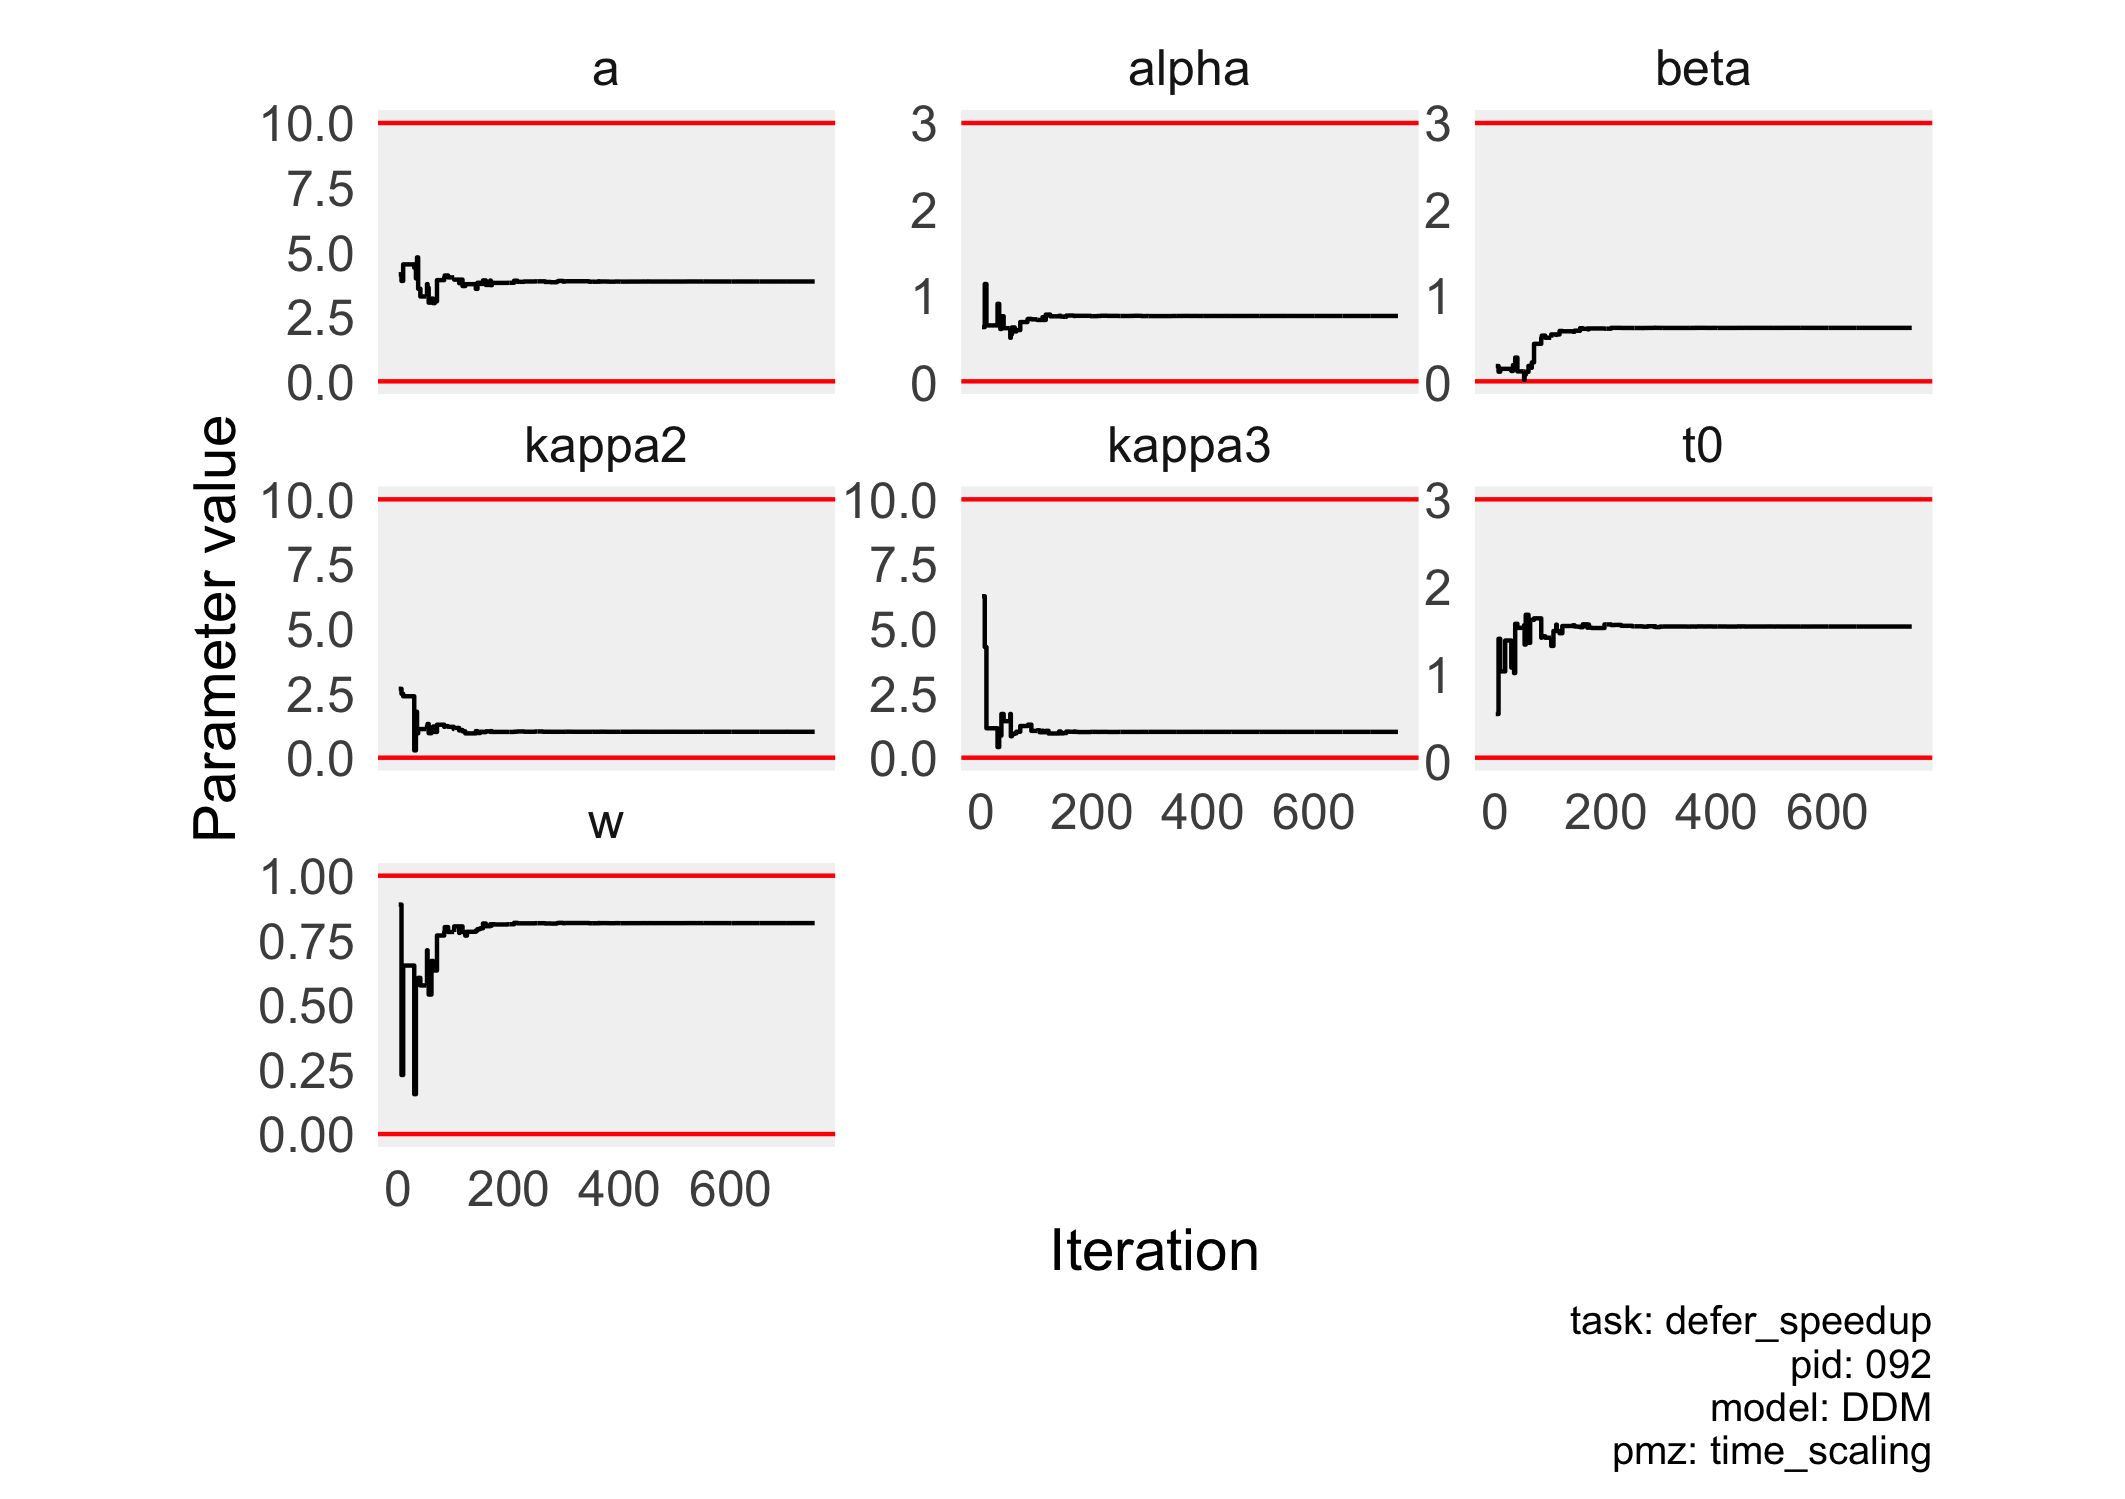 a alpha beta
10.0 3 3
7.5
5.0 2 2
2.5 1 1
0.0 0 0
kappa2 kappa3 t0
10.0 10.0 3
7.5 7.5 2
5.0 5.0
2.5 2.5 1
0.0 0.0 0
0 200 400 600 0 200 400 600
Parameter value
w
1.00
0.75
0.50
0.25
0.00
0 200 400 600
Iteration
task: defer_speedup
pid: 092
model: DDM
pmz: time_scaling